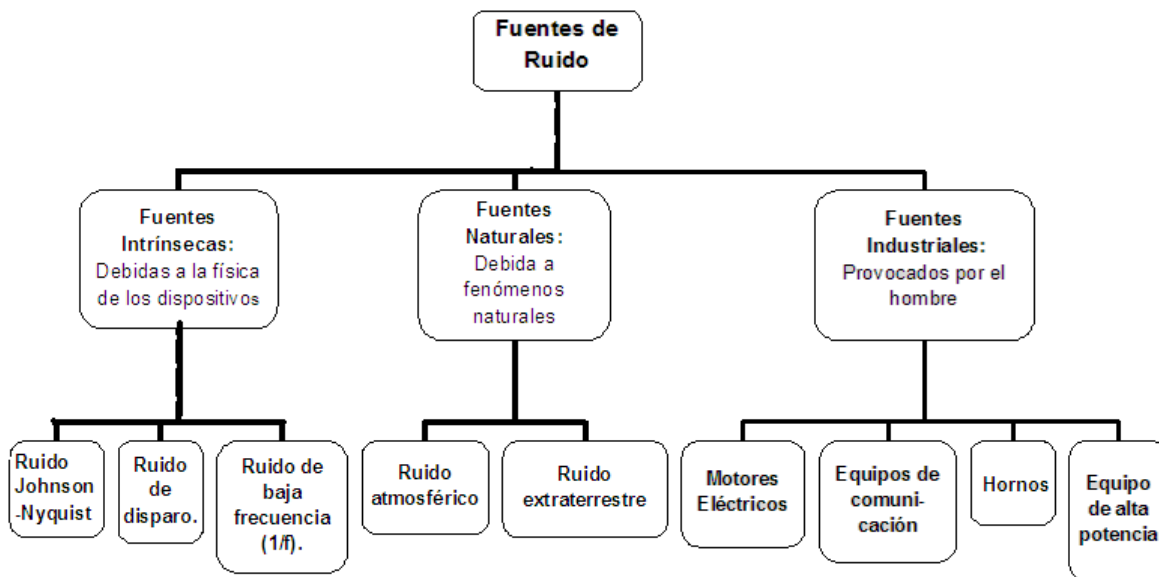 Fuentes de
Ruido
Fuentes
Intrínsecas:
Debidas a la física
de los dispositivos
Fuentes
Naturales:
Debida a
fenómenos
naturales
Fuentes
Industriales:
Provocados por el
hombre
Ruido
Johnson
-Nyquist
Ruido
de
disparo.
Ruido de
baja
frecuencia
(1/f).
Ruido
atmosférico
Ruido
extraterrestre
Motores
Eléctricos
Equipos de
comuni-
cación
Hornos
Equipo
de alta
potencia